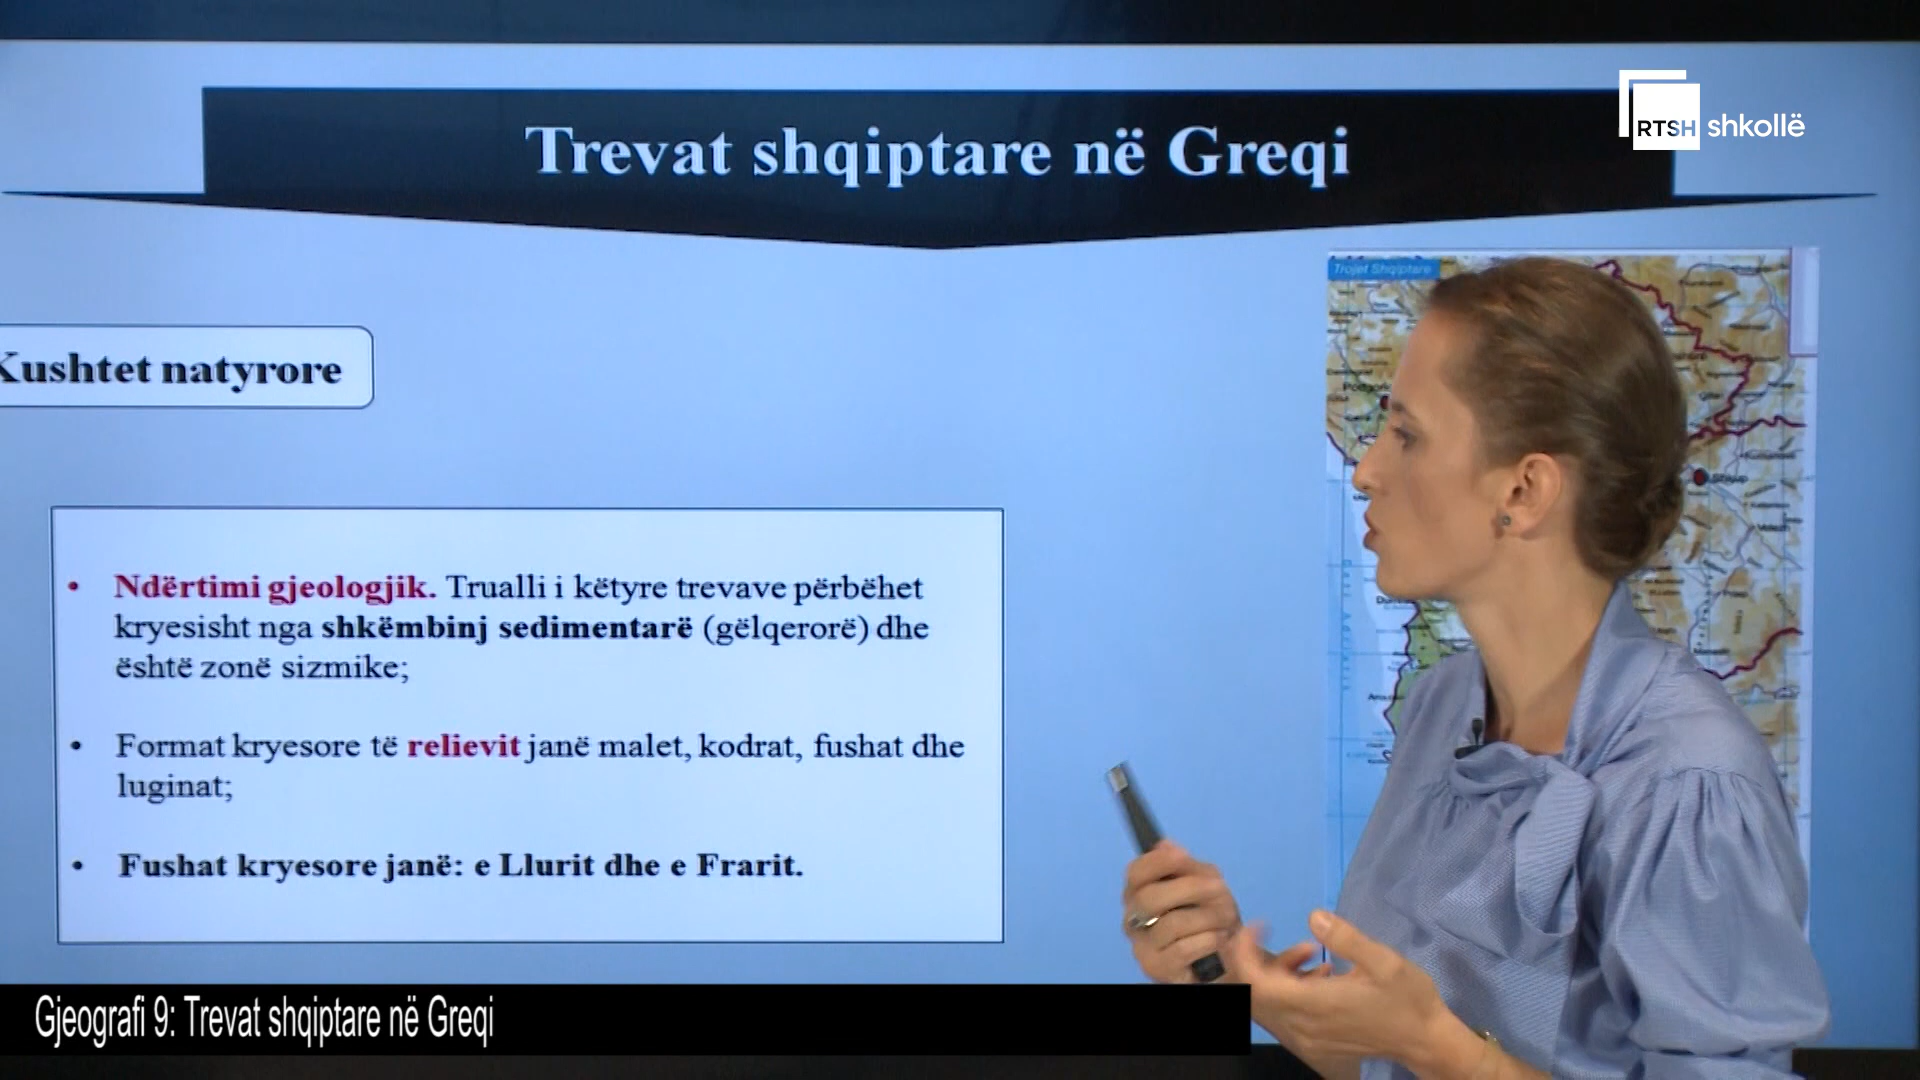 Trevat shqiptare në Greqi
RTSH shkollë
Trojet Shqiptare
Kushtet natyrore
• Ndërtimi gjeologjik. Trualli i këtyre trevave përbëhet
kryesisht nga shkëmbinj sedimentarë (gëlqerorë) dhe
është zonë sizmike;
• Format kryesore të relievit janë malet, kodrat, fushat dhe
luginat;
• Fushat kryesore janë: e Llurit dhe e Frarit.
Gjeografi 9: Trevat shqiptare në Greqi